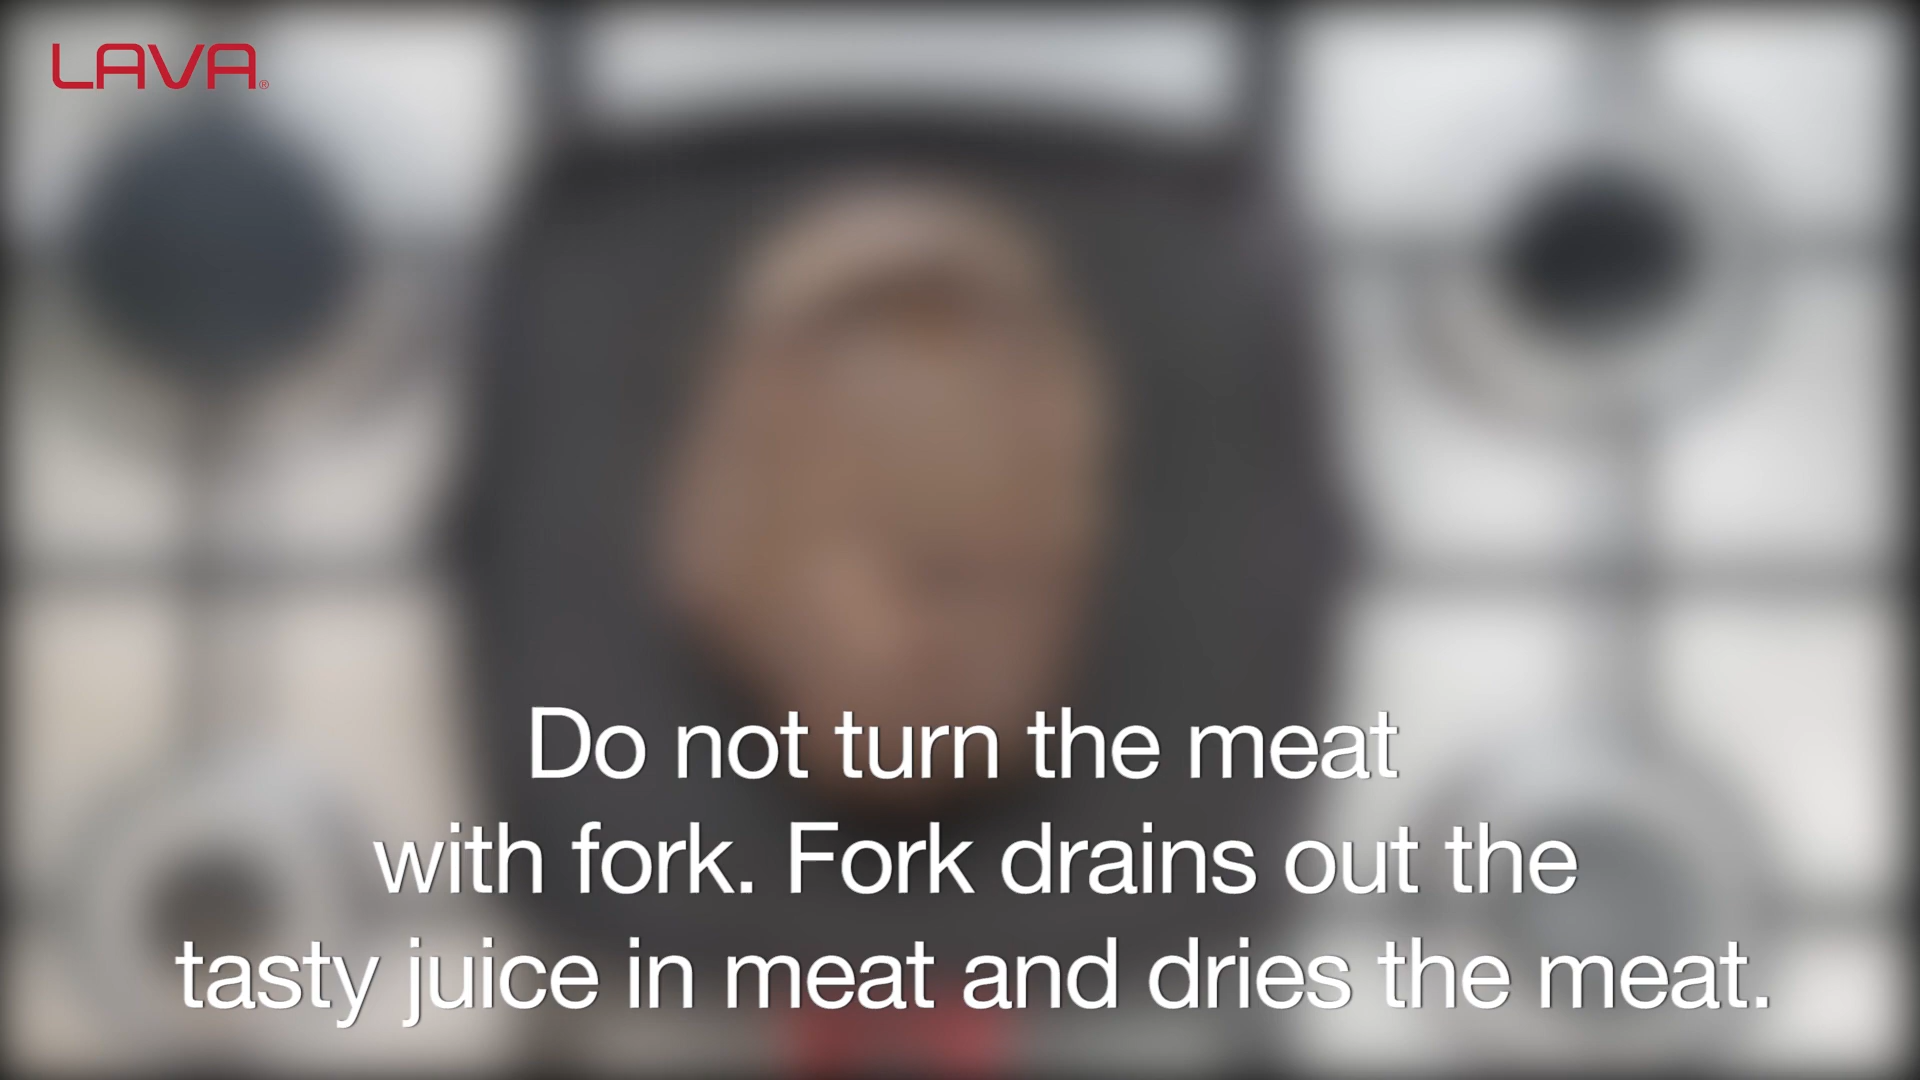 LAVA®
Do not turn the meat
with fork. Fork drains out the
tasty juice in meat and dries the meat.